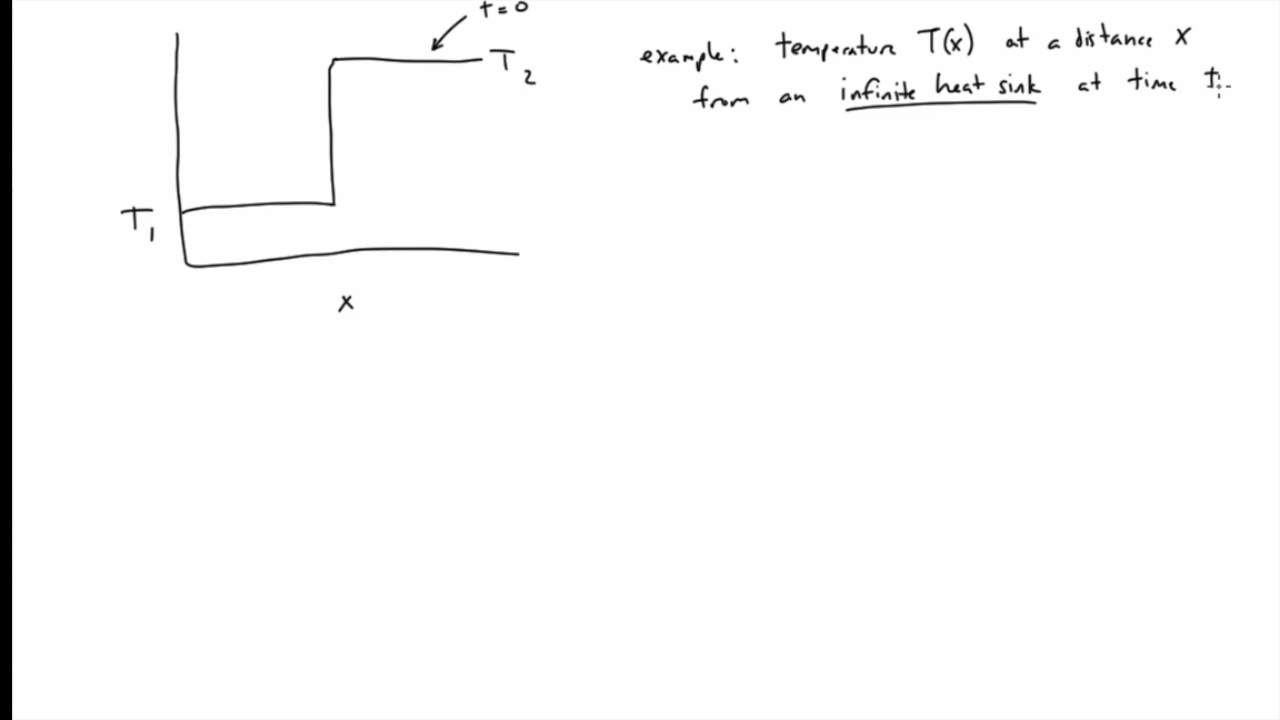 t = 0
T2
T1
x
example: temperature T(x) at a distance x
from an infinite heat sink at time t